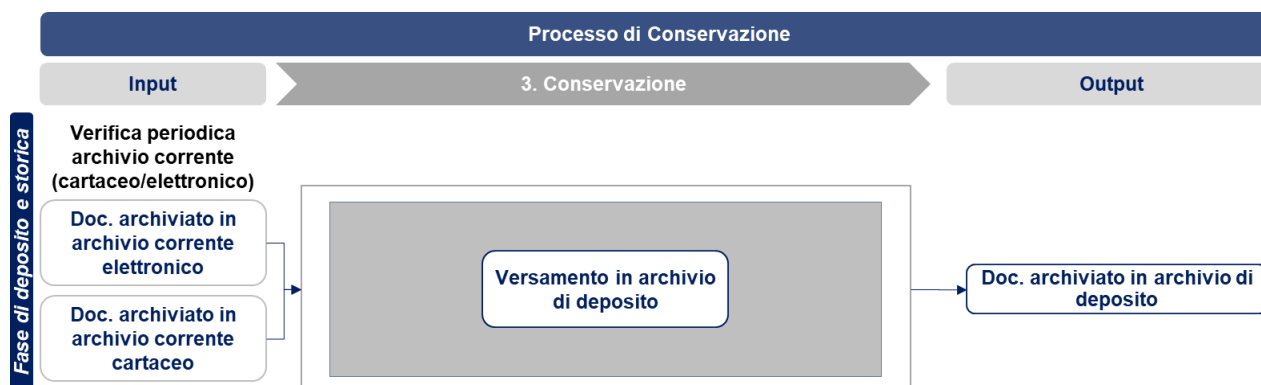 Processo di Conservazione
Input
3. Conservazione
Output
Fase di deposito e storica
Verifica periodica
archivio corrente
(cartaceo/elettronico)
Doc. archiviato in
archivio corrente
elettronico
Doc. archiviato in
archivio corrente
cartaceo
Versamento in archivio
di deposito
Doc. archiviato in archivio di
deposito